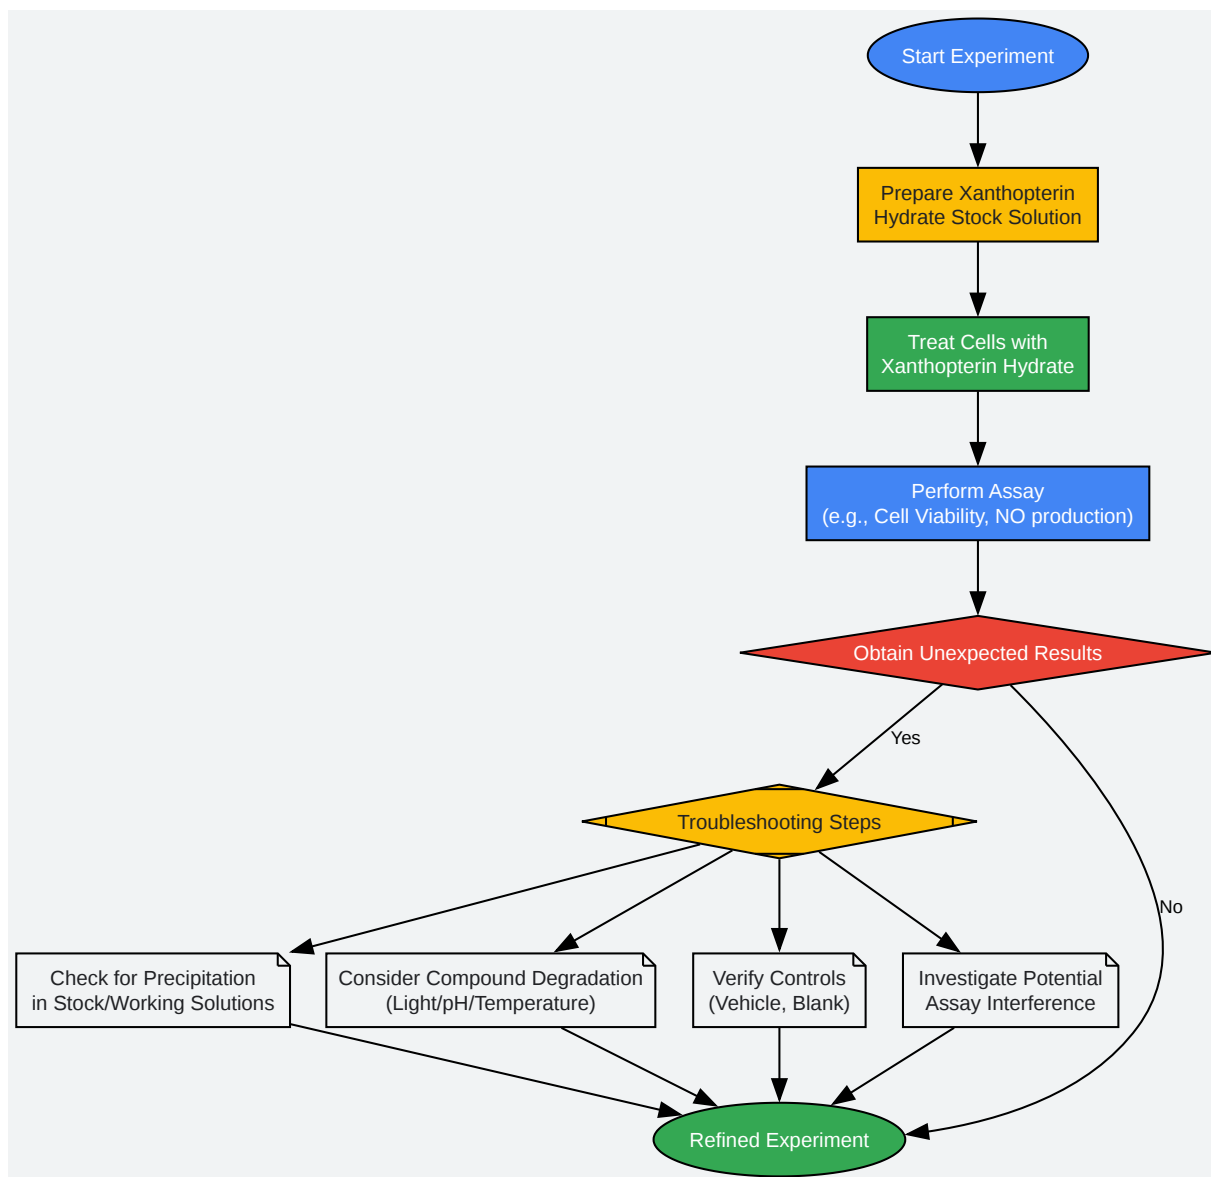 Start Experiment
Prepare Xanthopterin
Hydrate Stock Solution
Treat Cells with
Xanthopterin Hydrate
Perform Assay
(e.g., Cell Viability, NO production)
Obtain Unexpected Results
Yes
Troubleshooting Steps
No
Check for Precipitation
in Stock/Working Solutions
Consider Compound Degradation
(Light/pH/Temperature)
Verify Controls
(Vehicle, Blank)
Investigate Potential
Assay Interference
Refined Experiment